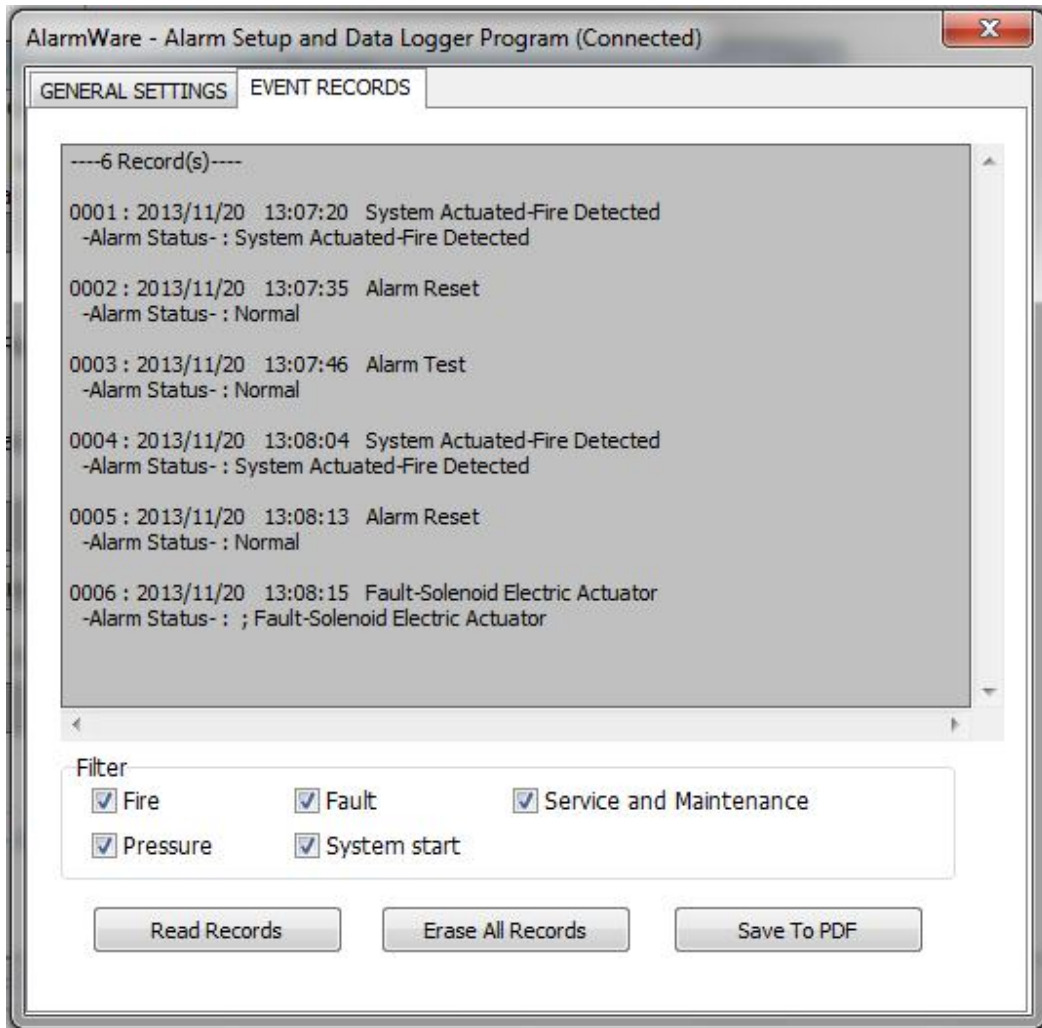 AlarmWare - Alarm Setup and Data Logger Program (Connected)
GENERAL SETTINGS EVENT RECORDS
----6 Record(s)----
0001 : 2013/11/20 13:07:20 System Actuated-Fire Detected
-Alarm Status- : System Actuated-Fire Detected
0002 : 2013/11/20 13:07:35 Alarm Reset
-Alarm Status- : Normal
0003 : 2013/11/20 13:07:46 Alarm Test
-Alarm Status- : Normal
0004 : 2013/11/20 13:08:04 System Actuated-Fire Detected
-Alarm Status- : System Actuated-Fire Detected
0005 : 2013/11/20 13:08:13 Alarm Reset
-Alarm Status- : Normal
0006 : 2013/11/20 13:08:15 Fault-Solenoid Electric Actuator
-Alarm Status- : ; Fault-Solenoid Electric Actuator
Filter
Fire Fault Service and Maintenance
Pressure System start
Read Records Erase All Records Save To PDF